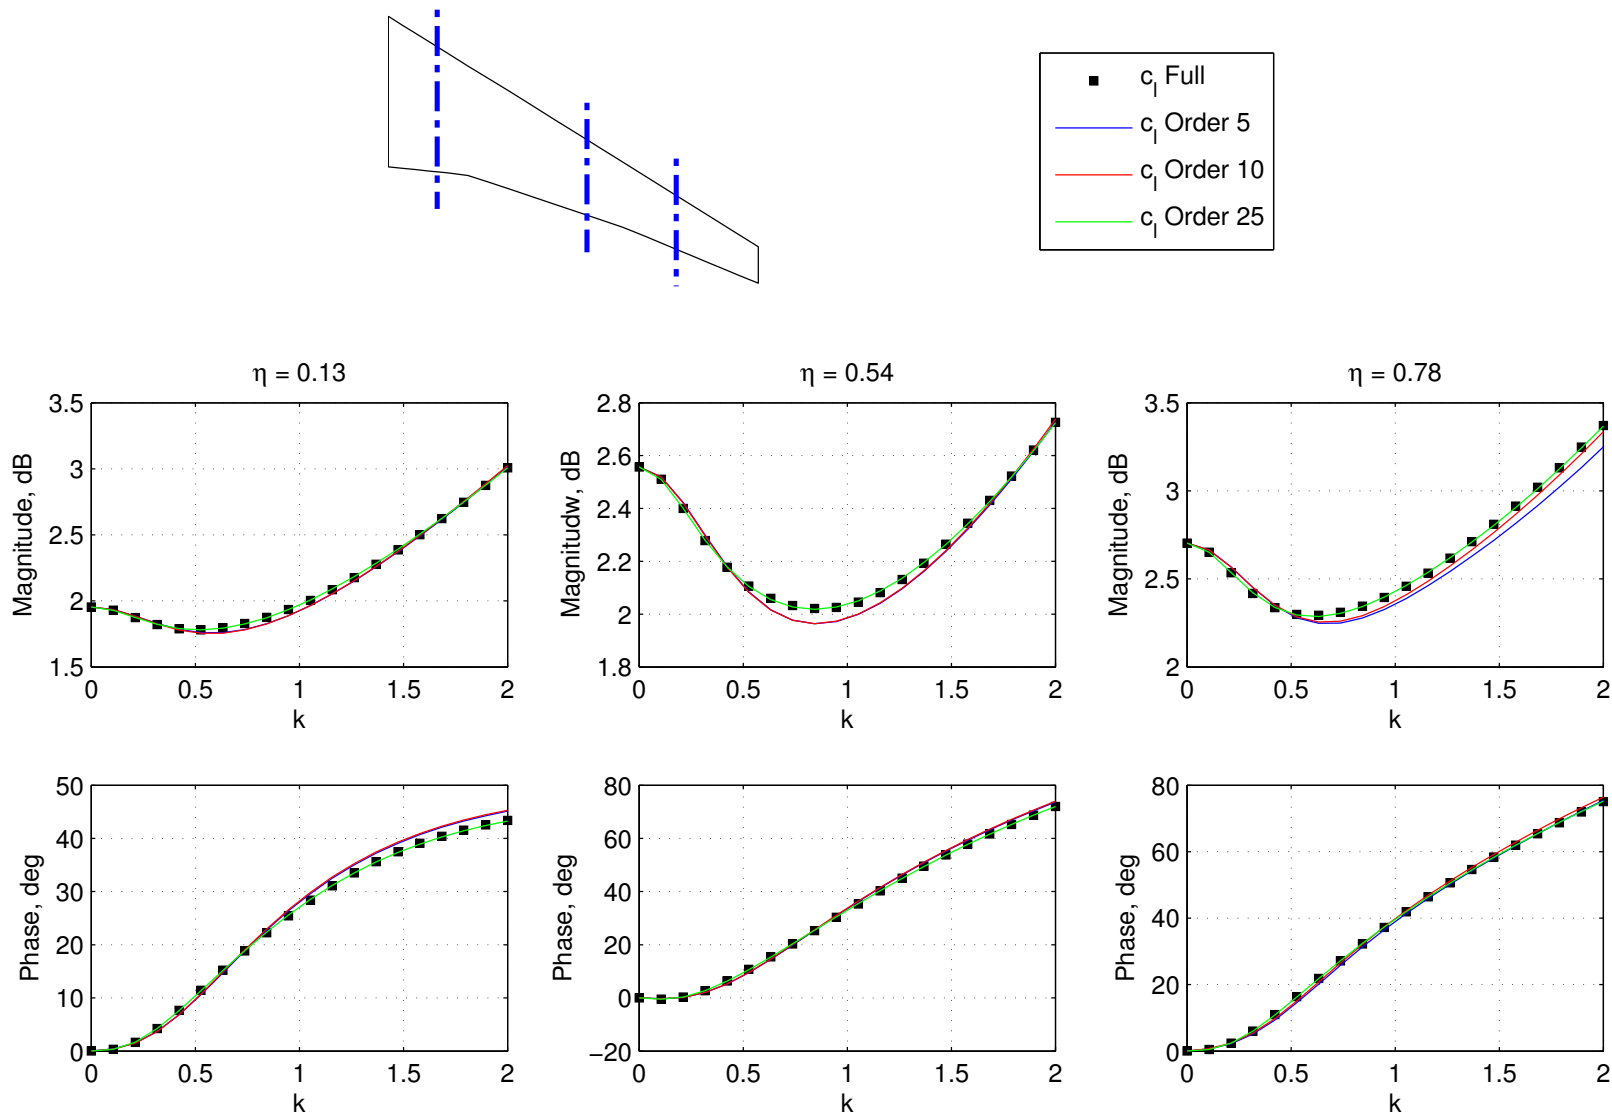 c_l Full
c_l Order 5
c_l Order 10
c_l Order 25
η = 0.13
η = 0.54
η = 0.78
3.5
3
2.5
2
1.5
Magnitude, dB
0 0.5 1 1.5 2
k
2.8
2.6
2.4
2.2
2
1.8
Magnitudw, dB
0 0.5 1 1.5 2
k
3.5
3
2.5
2
Magnitude, dB
0 0.5 1 1.5 2
k
50
40
30
20
10
0
Phase, deg
0 0.5 1 1.5 2
k
80
60
40
20
0
−20
Phase, deg
0 0.5 1 1.5 2
k
80
60
40
20
0
Phase, deg
0 0.5 1 1.5 2
k